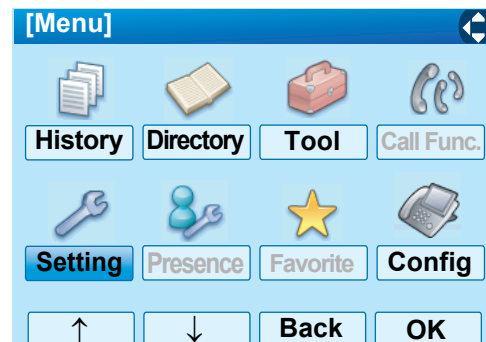 [Menu]
History Directory Tool Call Func.
Setting Presence Favorite Config
↑ ↓ Back OK